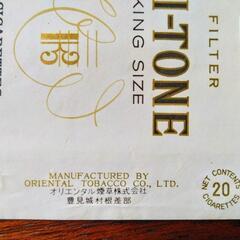 FILTER
I-TONE
KING SIZE
MANUFACTURED BY
ORIENTAL TOBACCO CO., LTD.
オリエンタル煙草株式会社
豊見城村根差部
NET CONTENTS
20
CIGARETTES